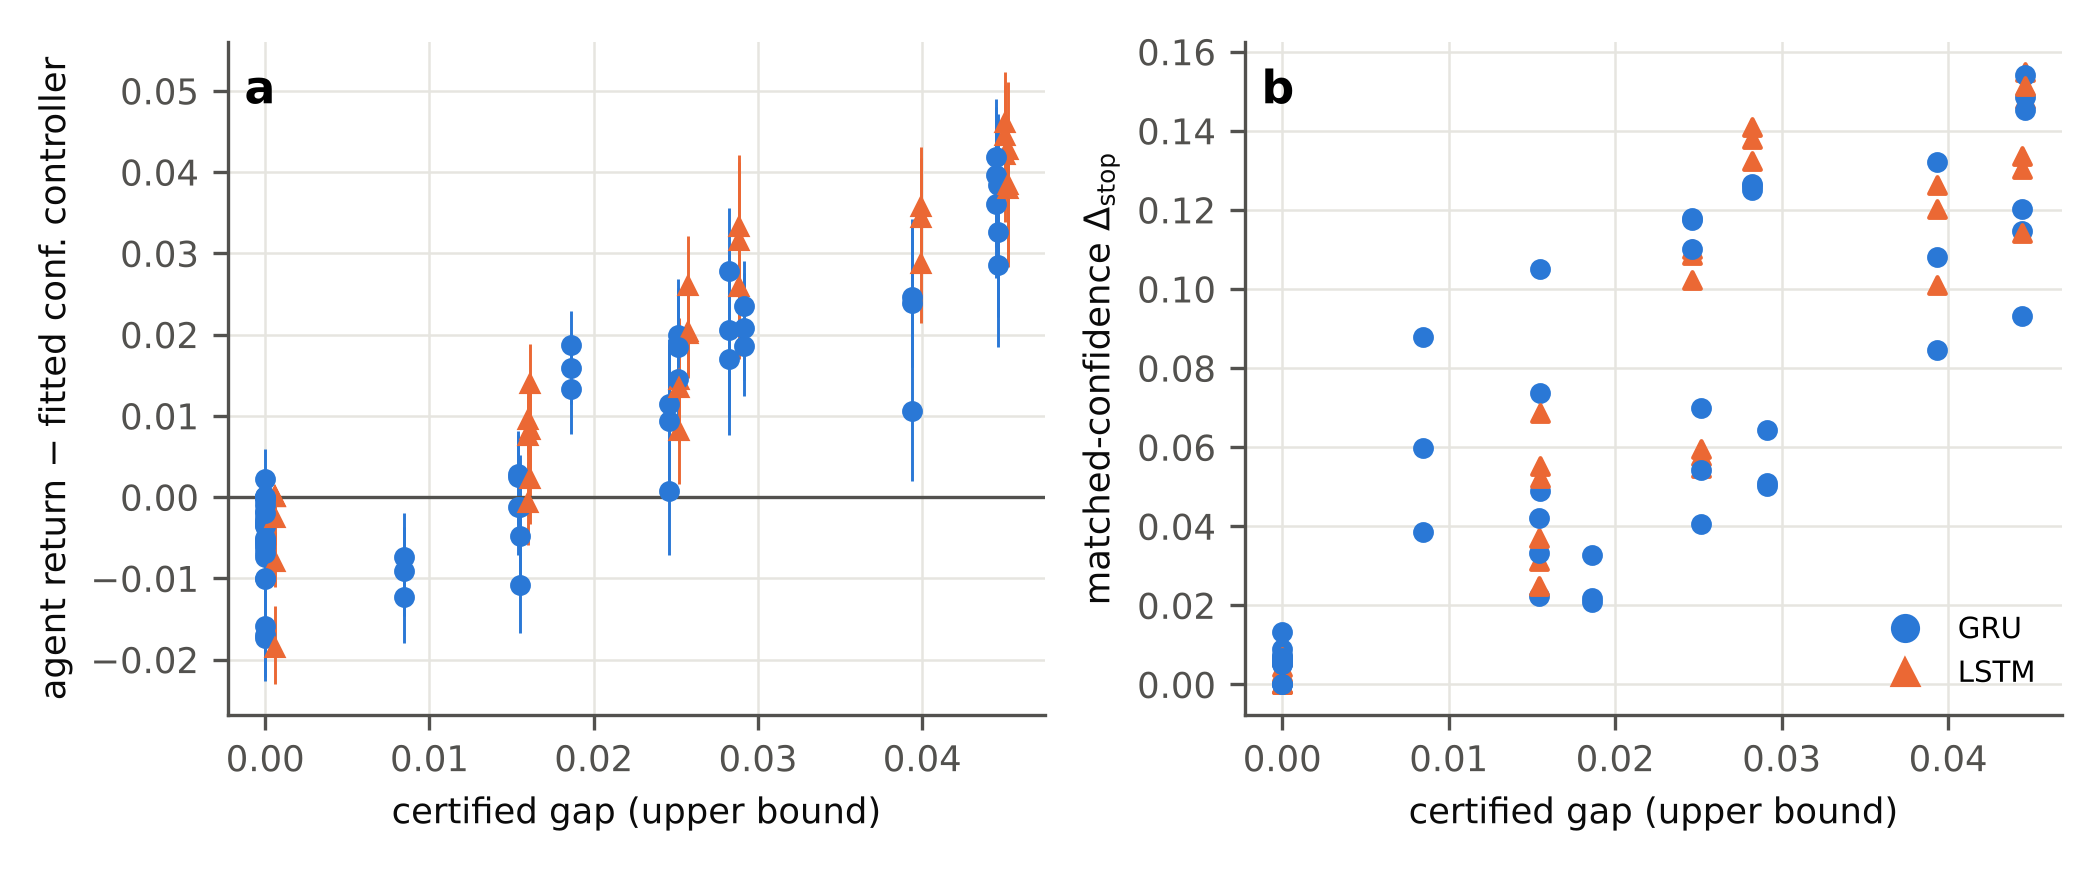 a
agent return − fitted conf. controller
0.05
0.04
0.03
0.02
0.01
0.00
−0.01
−0.02
0.00 0.01 0.02 0.03 0.04
certified gap (upper bound)
b
matched-confidence Δstop
0.16
0.14
0.12
0.10
0.08
0.06
0.04
0.02
0.00
GRU
LSTM
0.00 0.01 0.02 0.03 0.04
certified gap (upper bound)